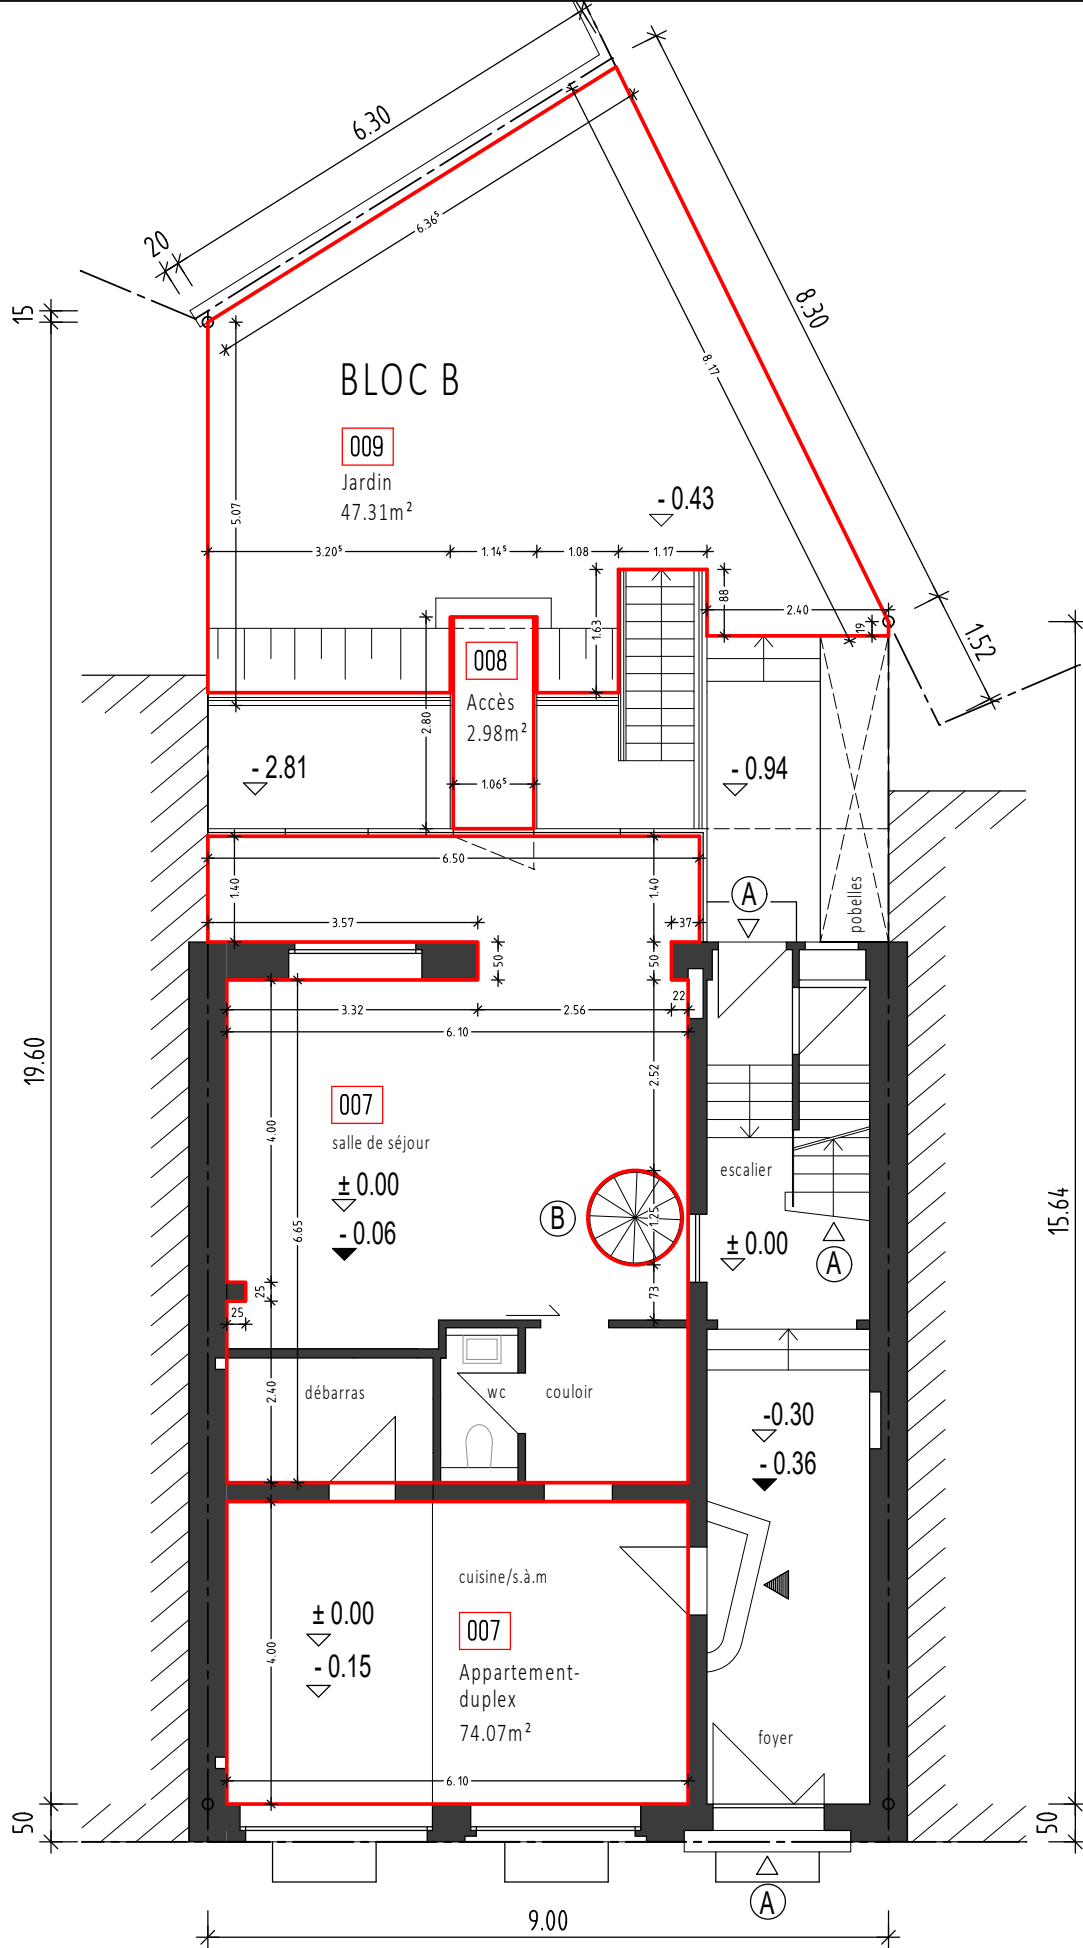 6.30
20
6.36⁵
15
8.30
8.17
BLOC B
009
Jardin
47.31m²
- 0.43
5.07
3.20⁵
1.14⁵
1.08
1.17
88
2.40
19
1.63
1.52
008
Accès
2.98m²
2.80
- 2.81
1.06⁵
- 0.94
6.50
1.40
1.40
pobelles
A
3.57
37
50
50
3.32
2.56
22
6.10
19.60
2.52
007
salle de séjour
4.00
± 0.00
- 0.06
escalier
B
1.25
± 0.00
A
15.64
6.65
25
25
73
débarras
wc
couloir
2.40
-0.30
- 0.36
cuisine/s.à.m
± 0.00
- 0.15
007
Appartement-
duplex
74.07m²
4.00
foyer
6.10
50
50
A
9.00